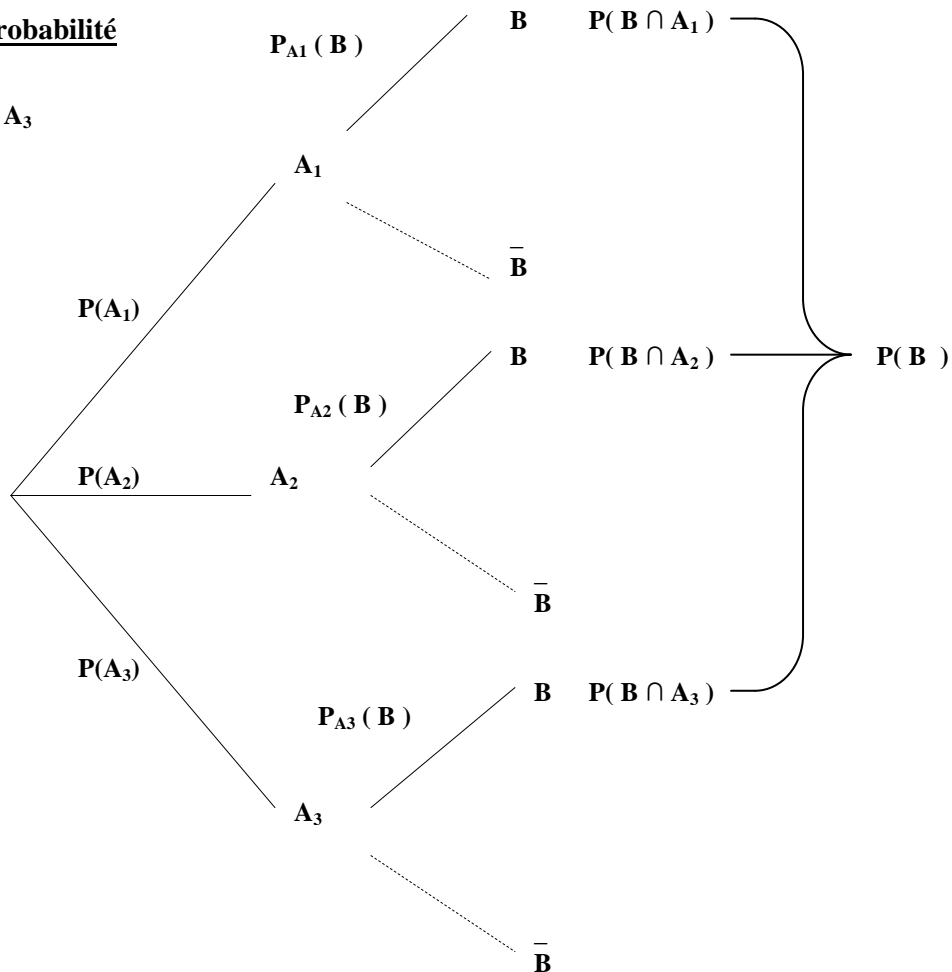 robabilité
B P( B ∩ A₁ )
P_A1 ( B )
A₃
A₁
B̅
P(A₁)
B P( B ∩ A₂ ) P( B )
P_A2 ( B )
P(A₂) A₂
B̅
P(A₃)
B P( B ∩ A₃ )
P_A3 ( B )
A₃
B̅